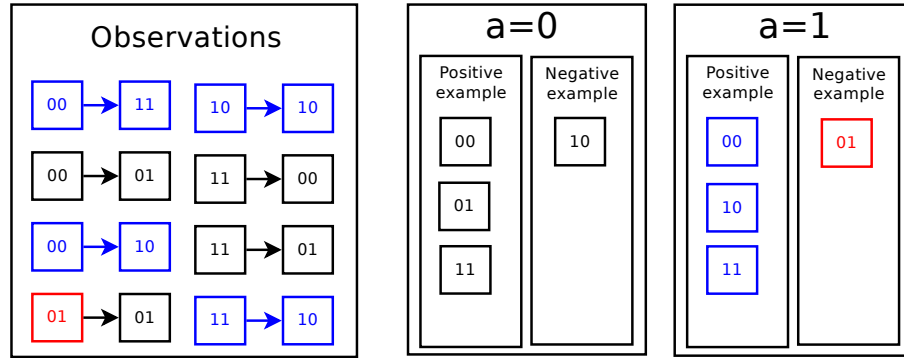 Observations
00 11
10 10
00 01
11 00
00 10
11 01
01 01
11 10
a=0
Positive
example
00
01
11
Negative
example
10
a=1
Positive
example
00
10
11
Negative
example
01